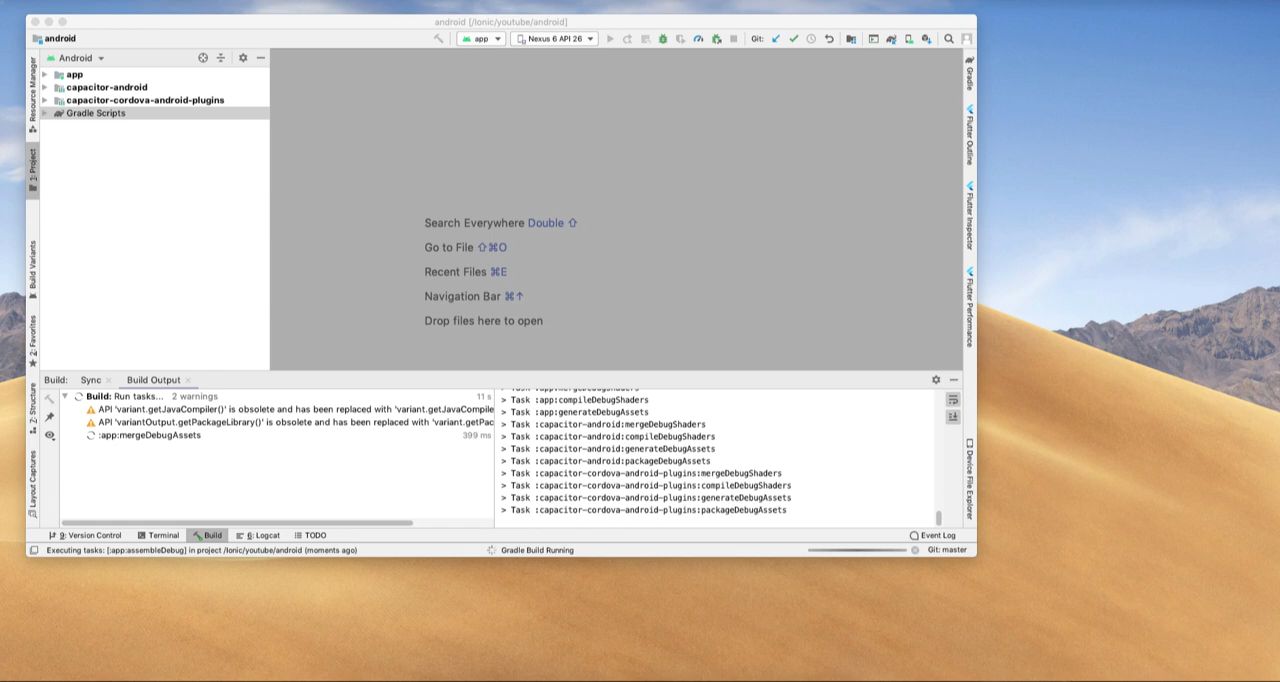 android [/Ionic/youtube/android]
android
app
Nexus 6 API 26
Git:
Android
app
capacitor-android
capacitor-cordova-android-plugins
Gradle Scripts
Resource Manager
1: Project
Build Variants
2: Favorites
Z: Structure
Layout Captures
Search Everywhere Double ⇧
Go to File ⇧⌘O
Recent Files ⌘E
Navigation Bar ⌘↑
Drop files here to open
Gradle
Flutter Outline
Flutter Inspector
Flutter Performance
Device File Explorer
Build: Sync Build Output
Build: Run tasks... 2 warnings 11 s
API 'variant.getJavaCompiler()' is obsolete and has been replaced with 'variant.getJavaCompile
API 'variantOutput.getPackageLibrary()' is obsolete and has been replaced with 'variant.getPac
:app:mergeDebugAssets 399 ms
> Task :app:mergeDebugShaders
> Task :app:compileDebugShaders
> Task :app:generateDebugAssets
> Task :capacitor-android:mergeDebugShaders
> Task :capacitor-android:compileDebugShaders
> Task :capacitor-android:generateDebugAssets
> Task :capacitor-android:packageDebugAssets
> Task :capacitor-cordova-android-plugins:mergeDebugShaders
> Task :capacitor-cordova-android-plugins:compileDebugShaders
> Task :capacitor-cordova-android-plugins:generateDebugAssets
> Task :capacitor-cordova-android-plugins:packageDebugAssets
9: Version Control Terminal Build 6: Logcat TODO Event Log
Executing tasks: [:app:assembleDebug] in project /Ionic/youtube/android (moments ago) Gradle Build Running Git: master